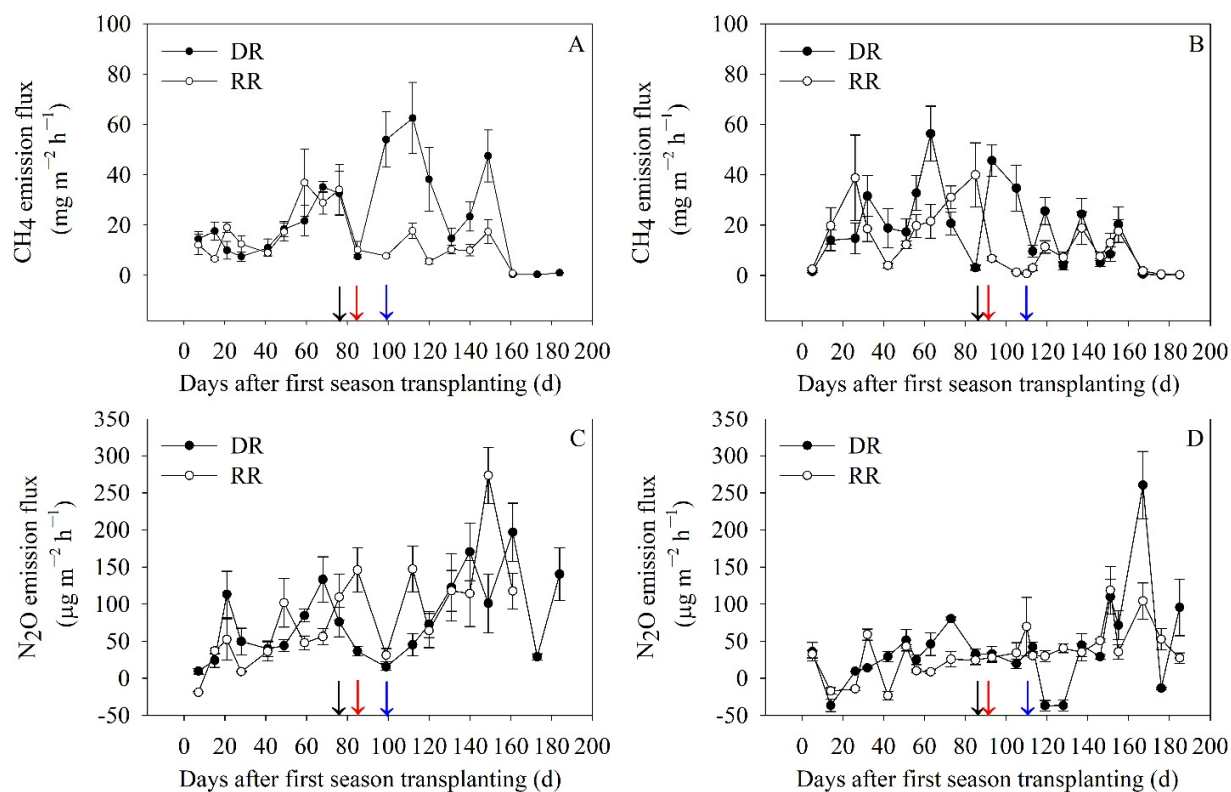 A
DR
RR
CH₄ emission flux
(mg m⁻² h⁻¹)
100
80
60
40
20
0
0 20 40 60 80 100 120 140 160 180 200
Days after first season transplanting (d)
B
DR
RR
CH₄ emission flux
(mg m⁻² h⁻¹)
100
80
60
40
20
0
0 20 40 60 80 100 120 140 160 180 200
Days after first season transplanting (d)
C
DR
RR
N₂O emission flux
(µg m⁻² h⁻¹)
350
300
250
200
150
100
50
0
-50
0 20 40 60 80 100 120 140 160 180 200
Days after first season transplanting (d)
D
DR
RR
N₂O emission flux
(µg m⁻² h⁻¹)
350
300
250
200
150
100
50
0
-50
0 20 40 60 80 100 120 140 160 180 200
Days after first season transplanting (d)